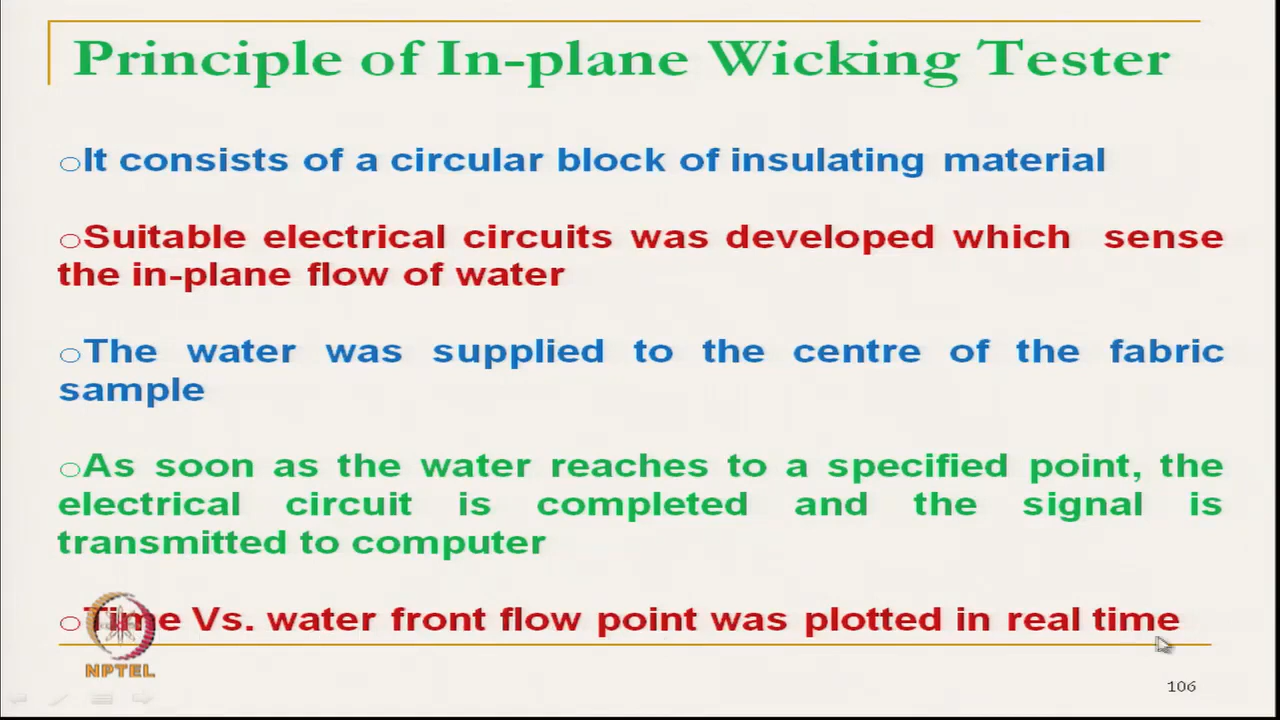 Principle of In-plane Wicking Tester
It consists of a circular block of insulating material
Suitable electrical circuits was developed which sense
the in-plane flow of water
The water was supplied to the centre of the fabric
sample
As soon as the water reaches to a specified point, the
electrical circuit is completed and the signal is
transmitted to computer
Time Vs. water front flow point was plotted in real time
NPTEL
106